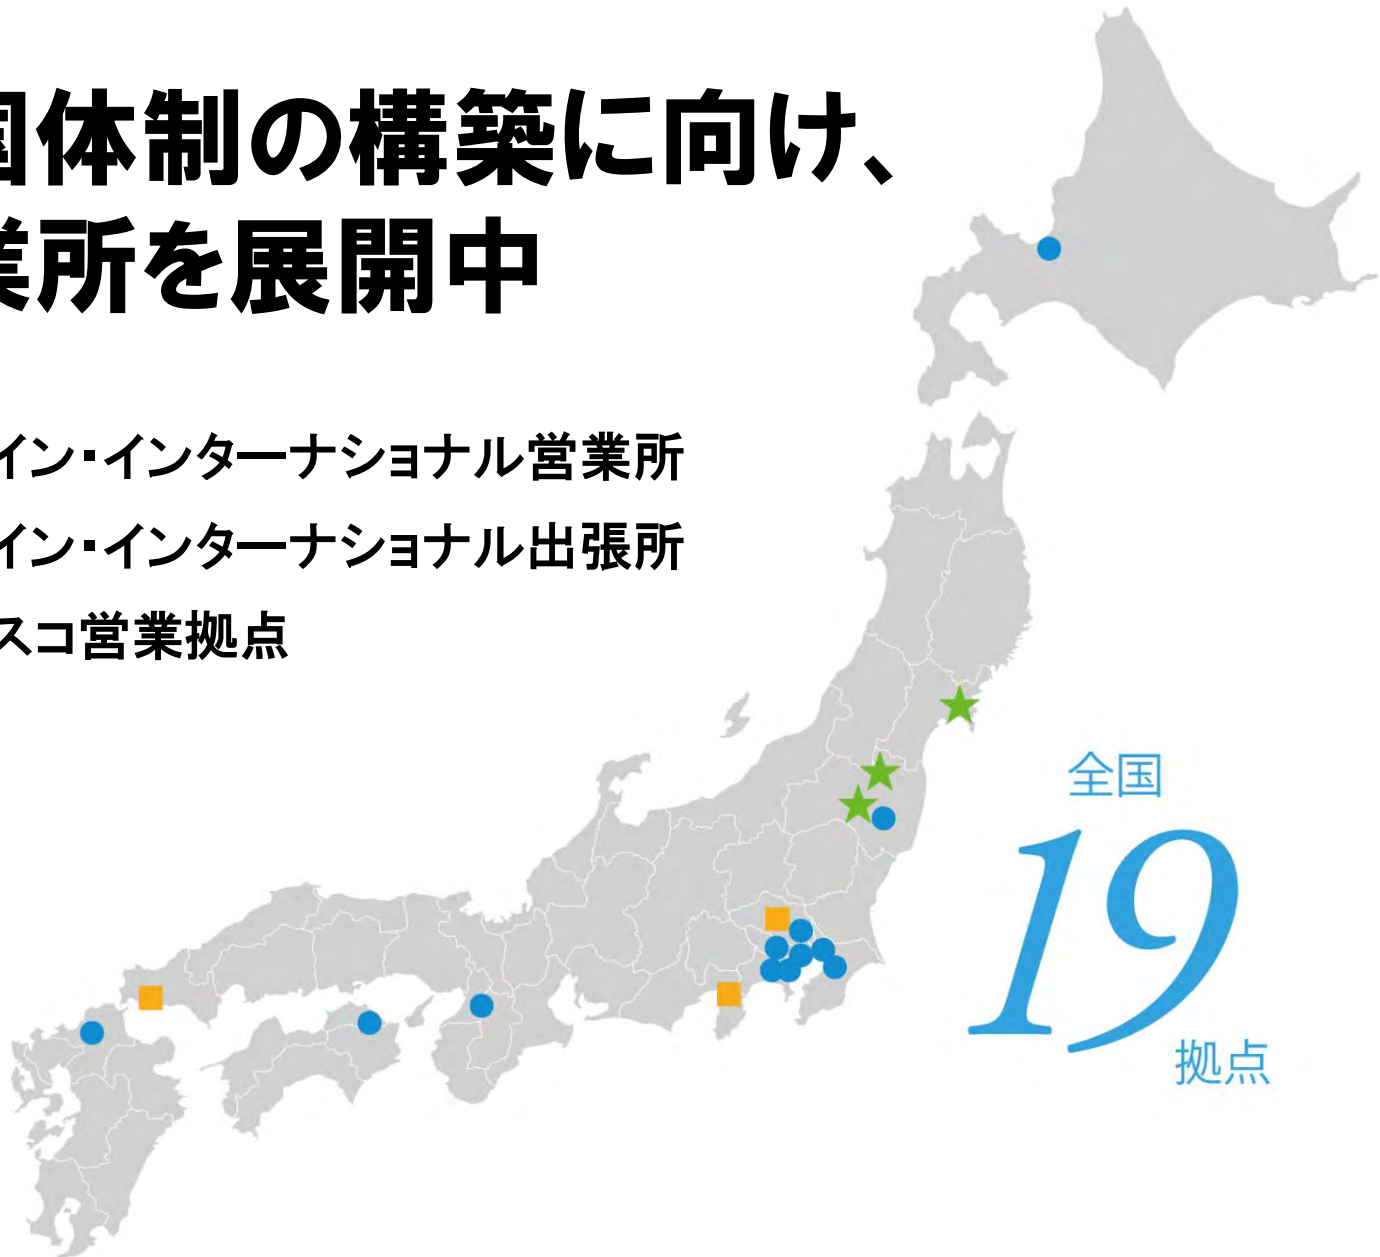 国体制の構築に向け、
業所を展開中
イン・インターナショナル営業所
イン・インターナショナル出張所
スコ営業拠点
全国
19
拠点